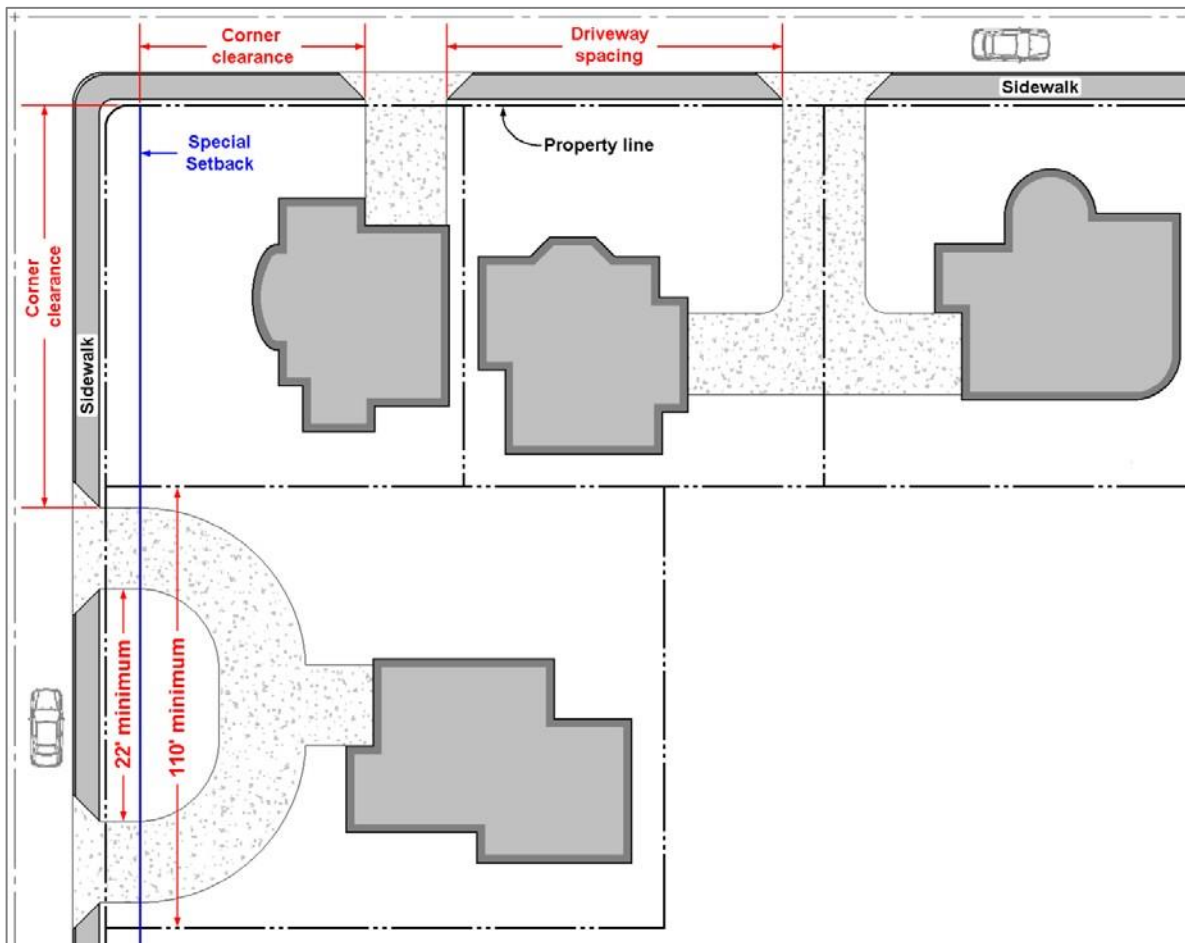 Corner
clearance
Driveway
spacing
Sidewalk
Special
Setback
Property line
Corner
clearance
Sidewalk
22' minimum
110' minimum